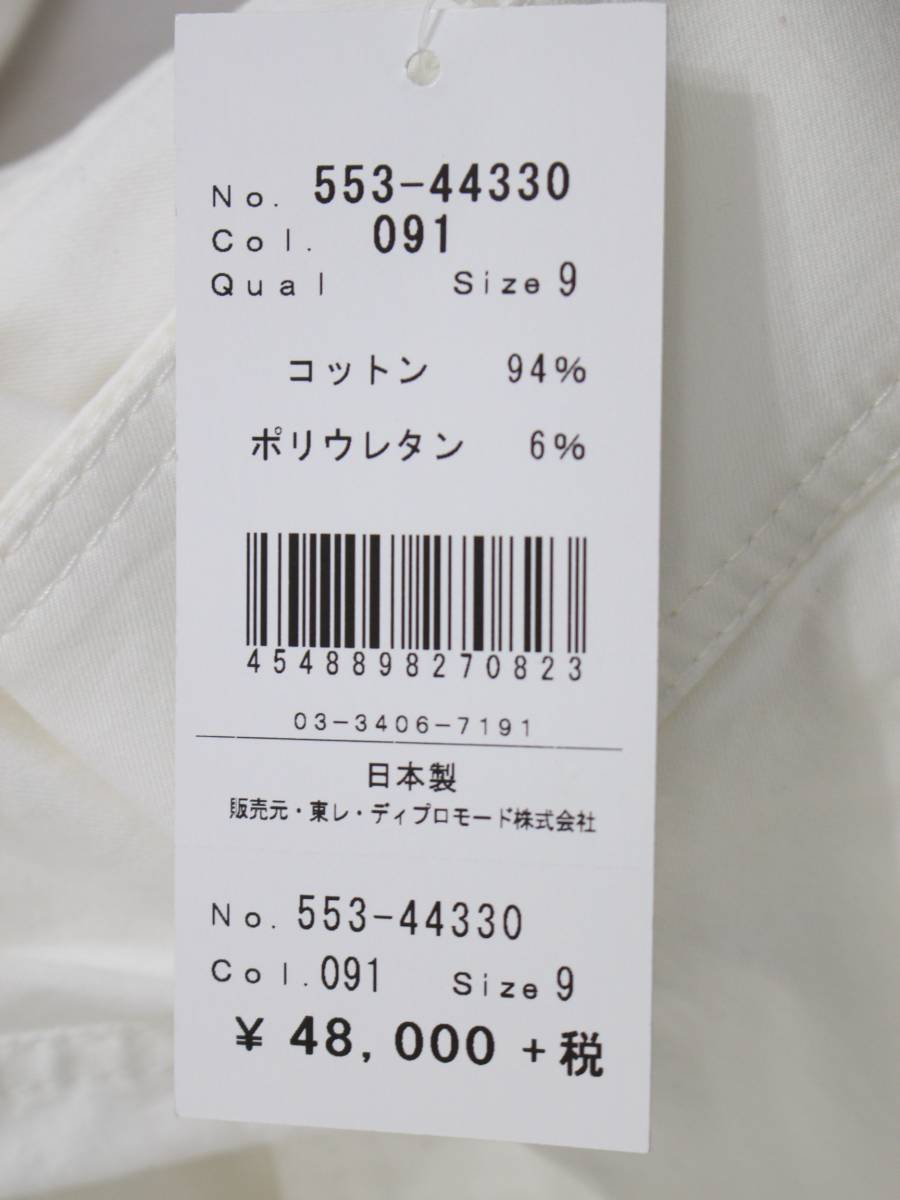 No. 553-44330
Col. 091
Qual Size 9
コットン 94%
ポリウレタン 6%
4548898270823
03-3406-7191
日本製
販売元・東レ・ディプロモード株式会社
No. 553-44330
Col. 091 Size 9
¥ 48,000 +税